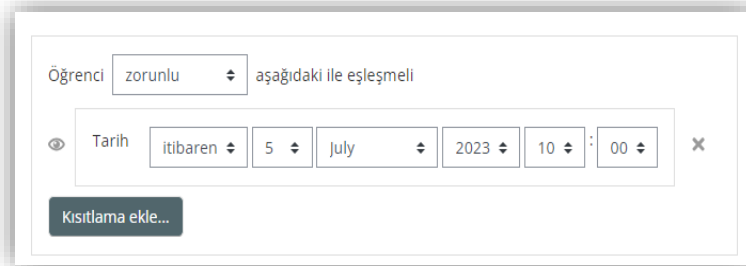 Öğrenci zorunlu aşağıdaki ile eşleşmeli
Tarih itibaren 5 July 2023 10 : 00
Kısıtlama ekle...